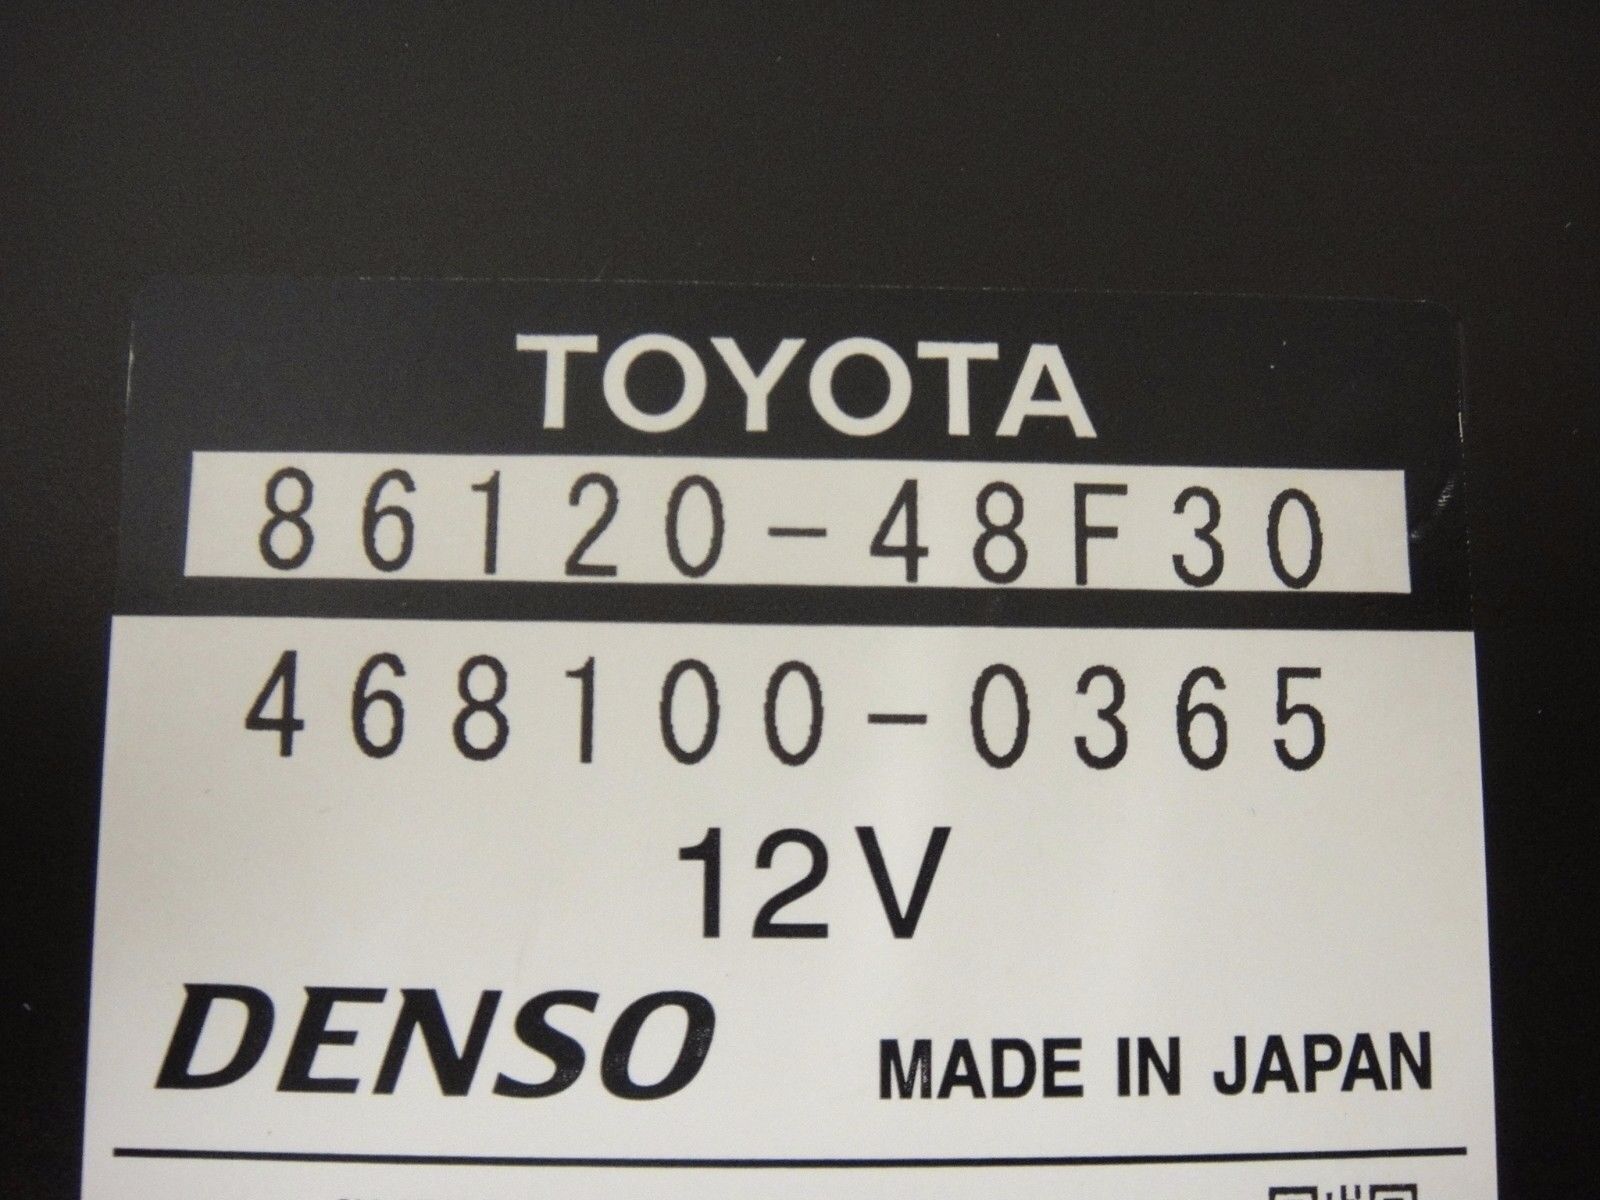 TOYOTA
86120-48F30
468100-0365
12V
DENSO MADE IN JAPAN